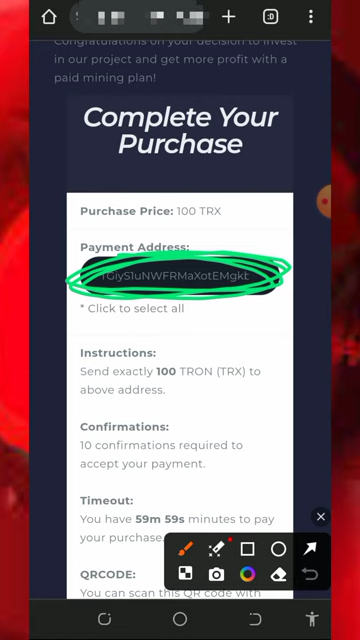 Congratulations on your decision to invest
in our project and get more profit with a
paid mining plan!
Complete Your
Purchase
Purchase Price: 100 TRX
Payment Address:
* Click to select all
Instructions:
Send exactly 100 TRON (TRX) to
above address.
Confirmations:
10 confirmations required to
accept your payment.
Timeout:
You have 59m 59s minutes to pay
your purchase.
QRCODE:
You can scan this QR code with